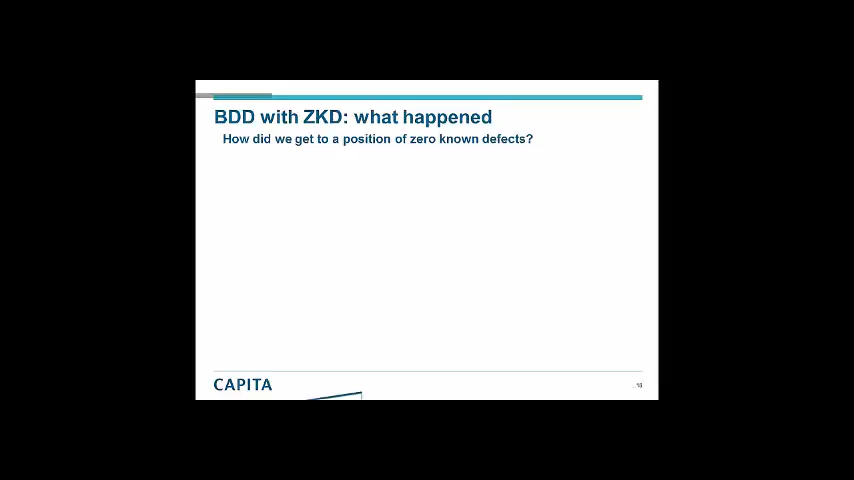 BDD with ZKD: what happened
How did we get to a position of zero known defects?
CAPITA